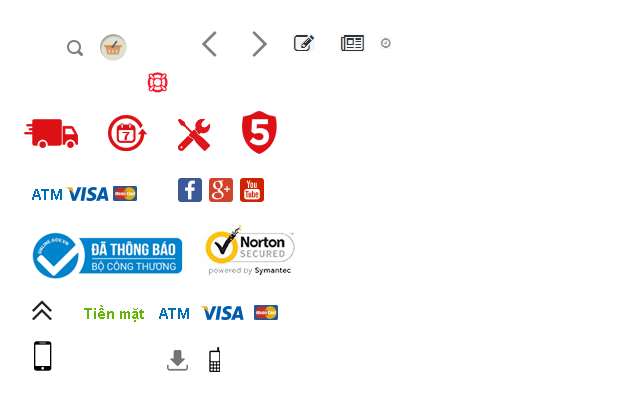 7
5
ATM VISA MasterCard
f g+ You Tube
ONLINE.GOV.VN
ĐÃ THÔNG BÁO
BỘ CÔNG THƯƠNG
Norton
SECURED
powered by Symantec
Tiền mặt ATM VISA MasterCard